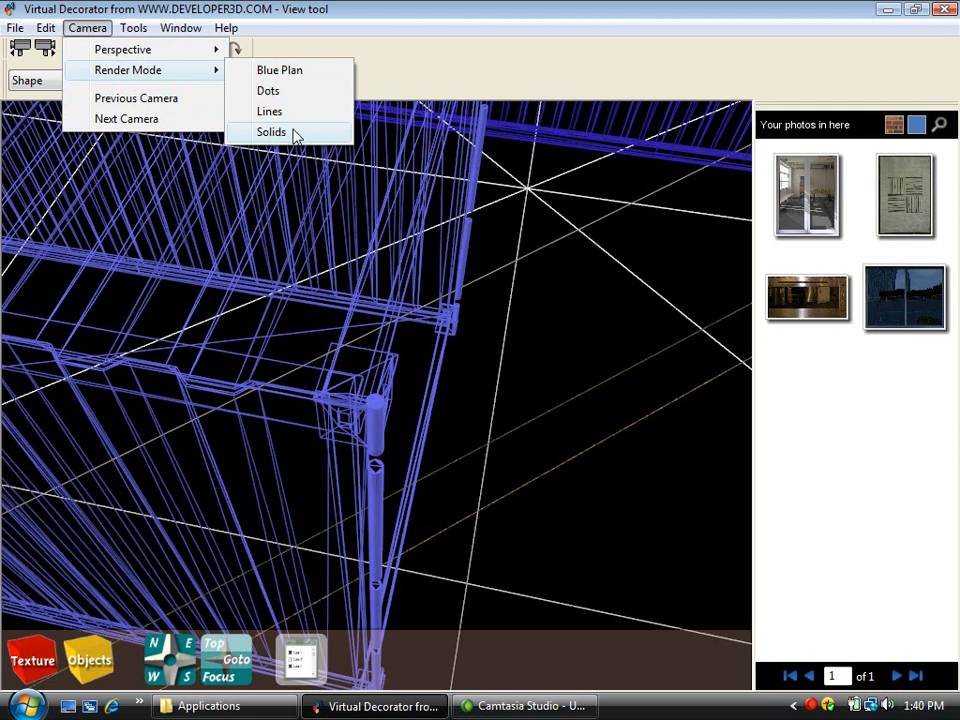 Virtual Decorator from WWW.DEVELOPER3D.COM - View tool
File Edit Camera Tools Window Help
Perspective
Shape
Render Mode
Blue Plan
Dots
Previous Camera
Lines
Next Camera
Solids
Your photos in here
Texture
Objects
N E
W S
Top
Goto
Focus
1 of 1
Applications
Virtual Decorator fro...
Camtasia Studio - U...
1:40 PM